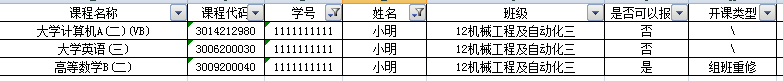 课程名称 课程代码 学号 姓名 班级 是否可以报 开课类型
大学计算机A(二)(VB) 3014212980 1111111111 小明 12机械工程及自动化三 否 \
大学英语(三) 3006200030 1111111111 小明 12机械工程及自动化三 否 \
高等数学B(二) 3009200040 1111111111 小明 12机械工程及自动化三 是 组班重修